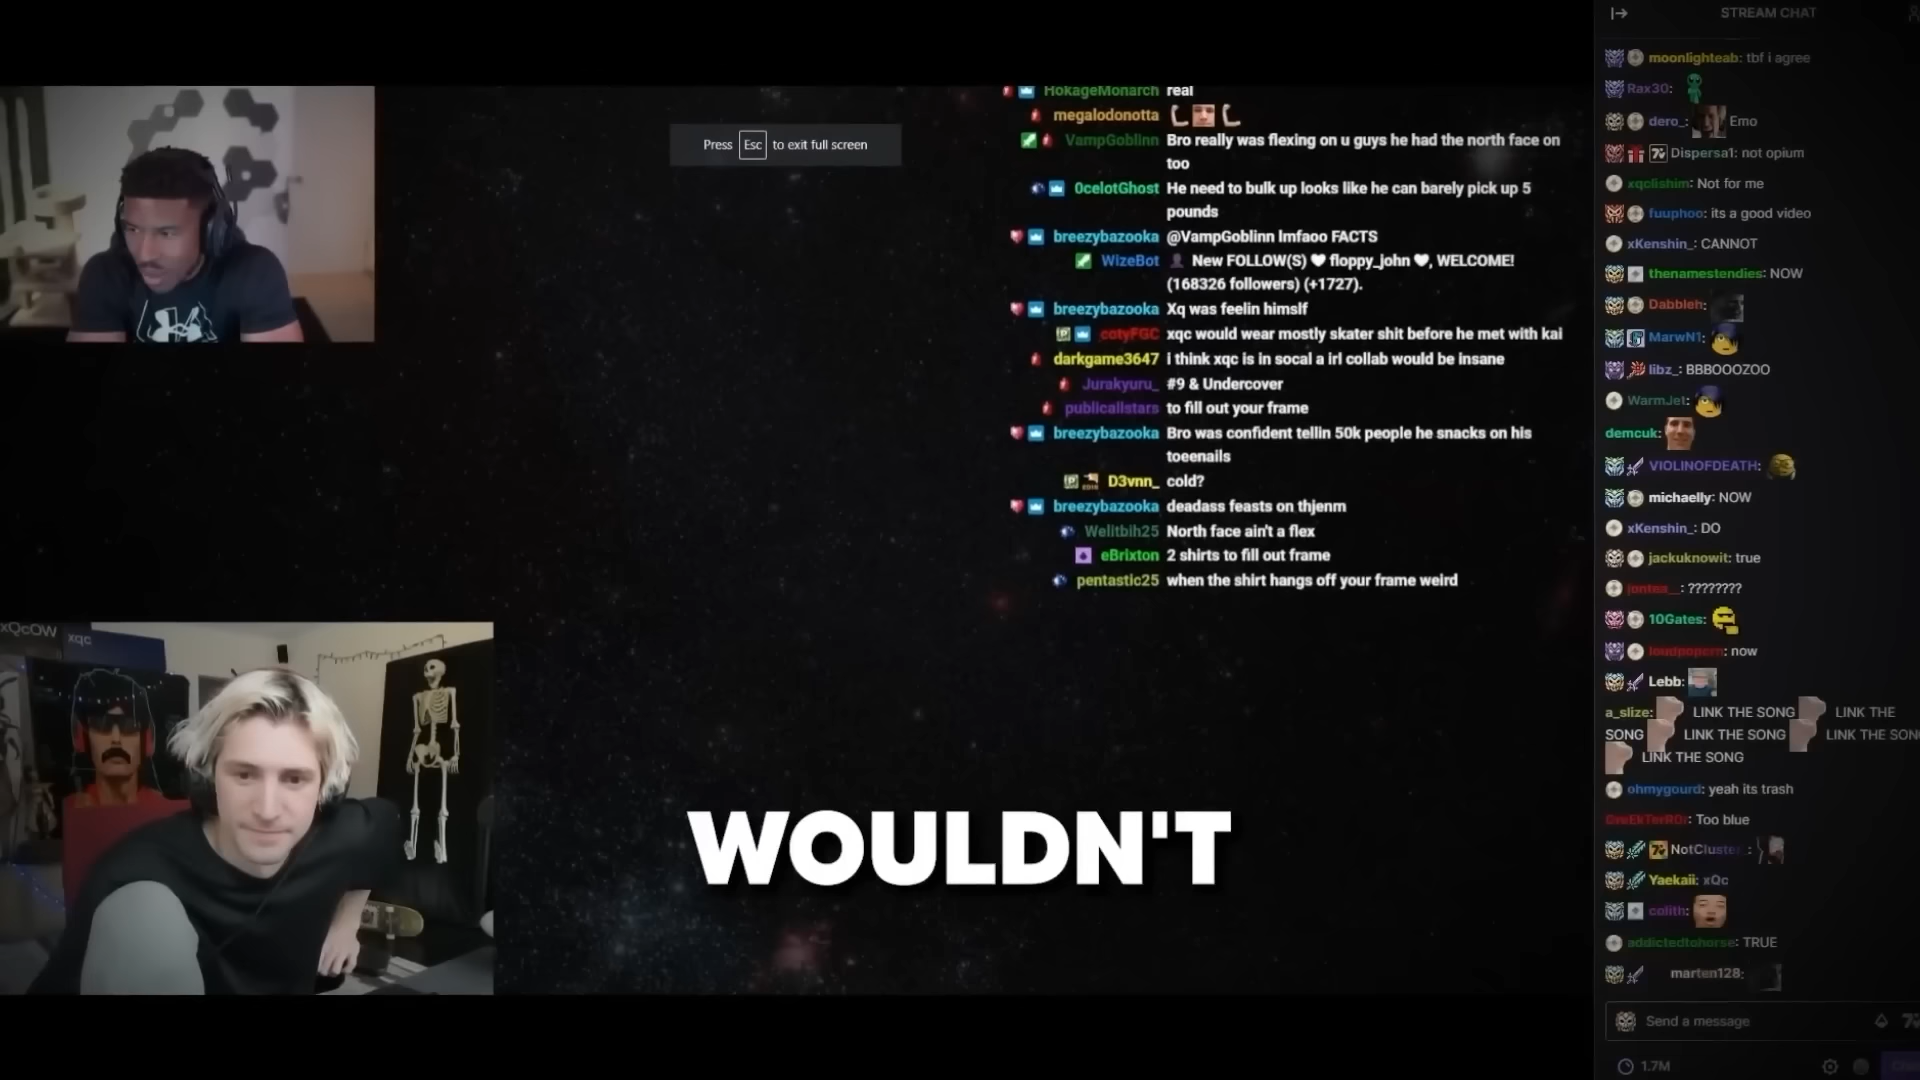 STREAM CHAT
HokageMonarch real
megalodonotta
VampGoblinn Bro really was flexing on u guys he had the north face on
too
0celotGhost He need to bulk up looks like he can barely pick up 5
pounds
breezybazooka @VampGoblinn lmfaoo FACTS
WizeBot New FOLLOW(S) ♥ floppy_john ♥, WELCOME!
(168326 followers) (+1727).
breezybazooka Xq was feelin himslf
cotyFGC xqc would wear mostly skater shit before he met with kai
darkgame3647 i think xqc is in socal a irl collab would be insane
Jurakyuru_ #9 & Undercover
publicallstars to fill out your frame
breezybazooka Bro was confident tellin 50k people he snacks on his
toeenails
D3vnn_ cold?
breezybazooka deadass feasts on thjenm
Welitbih25 North face ain't a flex
eBrixton 2 shirts to fill out frame
pentastic25 when the shirt hangs off your frame weird
Press Esc to exit full screen
xQcOW xqc
WOULDN'T
moonlighteab: tbf i agree
Rax30:
dero_: Emo
Dispersa1: not opium
xqclishim: Not for me
fuuphoo: its a good video
xKenshin_: CANNOT
thenamestendies: NOW
Dabbleh:
MarwN1:
libz_: BBBOOOZOO
WarmJet:
demcuk:
VIOLINOFDEATH:
michaelly: NOW
xKenshin_: DO
jackuknowit: true
jontea__: ????????
10Gates:
loudpopcrn: now
Lebb:
a_slize: LINK THE SONG LINK THE
SONG LINK THE SONG LINK THE SON
LINK THE SONG
ohmygourd: yeah its trash
: Too blue
NotCluster_:
Yaekaii: xQc
colith:
addictedtohorse: TRUE
marten128:
Send a message
1.7M